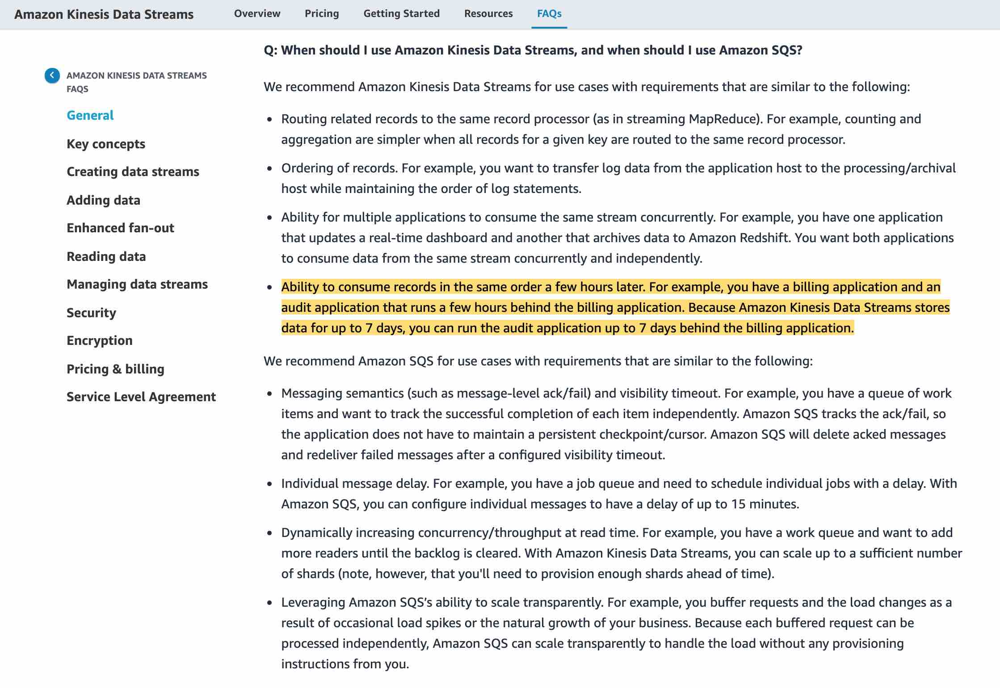 Amazon Kinesis Data Streams
Overview
Pricing
Getting Started
Resources
FAQs
AMAZON KINESIS DATA STREAMS
FAQS
General
Key concepts
Creating data streams
Adding data
Enhanced fan-out
Reading data
Managing data streams
Security
Encryption
Pricing & billing
Service Level Agreement
Q: When should I use Amazon Kinesis Data Streams, and when should I use Amazon SQS?
We recommend Amazon Kinesis Data Streams for use cases with requirements that are similar to the following:
• Routing related records to the same record processor (as in streaming MapReduce). For example, counting and
aggregation are simpler when all records for a given key are routed to the same record processor.
• Ordering of records. For example, you want to transfer log data from the application host to the processing/archival
host while maintaining the order of log statements.
• Ability for multiple applications to consume the same stream concurrently. For example, you have one application
that updates a real-time dashboard and another that archives data to Amazon Redshift. You want both applications
to consume data from the same stream concurrently and independently.
• Ability to consume records in the same order a few hours later. For example, you have a billing application and an
audit application that runs a few hours behind the billing application. Because Amazon Kinesis Data Streams stores
data for up to 7 days, you can run the audit application up to 7 days behind the billing application.
We recommend Amazon SQS for use cases with requirements that are similar to the following:
• Messaging semantics (such as message-level ack/fail) and visibility timeout. For example, you have a queue of work
items and want to track the successful completion of each item independently. Amazon SQS tracks the ack/fail, so
the application does not have to maintain a persistent checkpoint/cursor. Amazon SQS will delete acked messages
and redeliver failed messages after a configured visibility timeout.
• Individual message delay. For example, you have a job queue and need to schedule individual jobs with a delay. With
Amazon SQS, you can configure individual messages to have a delay of up to 15 minutes.
• Dynamically increasing concurrency/throughput at read time. For example, you have a work queue and want to add
more readers until the backlog is cleared. With Amazon Kinesis Data Streams, you can scale up to a sufficient number
of shards (note, however, that you'll need to provision enough shards ahead of time).
• Leveraging Amazon SQS’s ability to scale transparently. For example, you buffer requests and the load changes as a
result of occasional load spikes or the natural growth of your business. Because each buffered request can be
processed independently, Amazon SQS can scale transparently to handle the load without any provisioning
instructions from you.